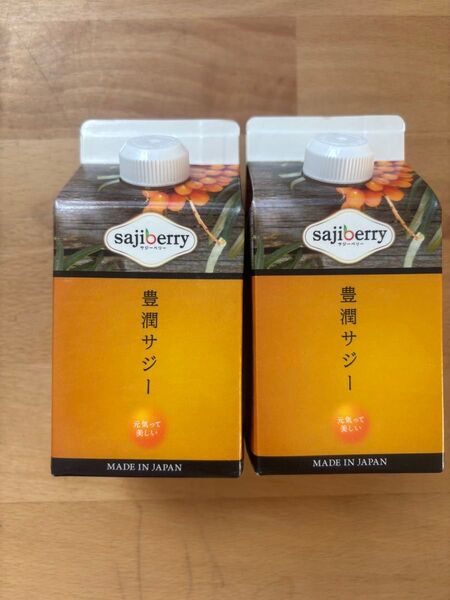 sajiberry
サジーベリー
豊潤サジー
元気って
美しい
MADE IN JAPAN
sajiberry
サジーベリー
豊潤サジー
元気って
美しい
MADE IN JAPAN